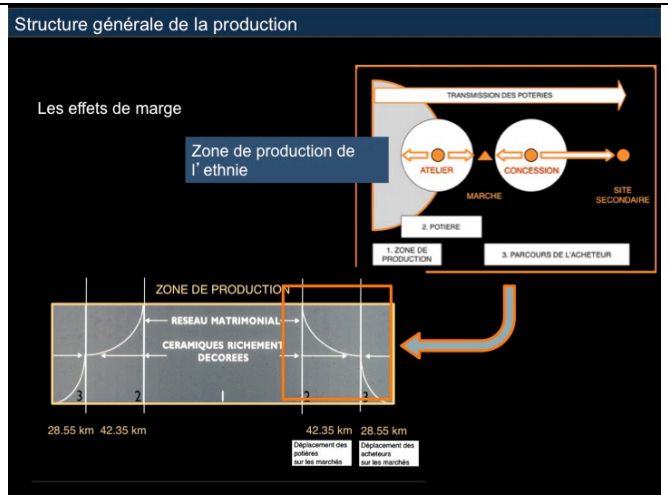 Structure générale de la production
Les effets de marge
Zone de production de
l’ethnie
TRANSMISSION DES POTERIES
ATELIER
MARCHE
CONCESSION
SITE
SECONDAIRE
2. POTIERE
1. ZONE DE
PRODUCTION
3. PARCOURS DE L'ACHETEUR
ZONE DE PRODUCTION
RESEAU MATRIMONIAL
CERAMIQUES RICHEMENT
DECOREES
3
2
1
2
3
28.55 km
42.35 km
42.35 km
28.55 km
Déplacement des
potières
sur les marchés
Déplacement des
acheteurs
sur les marchés